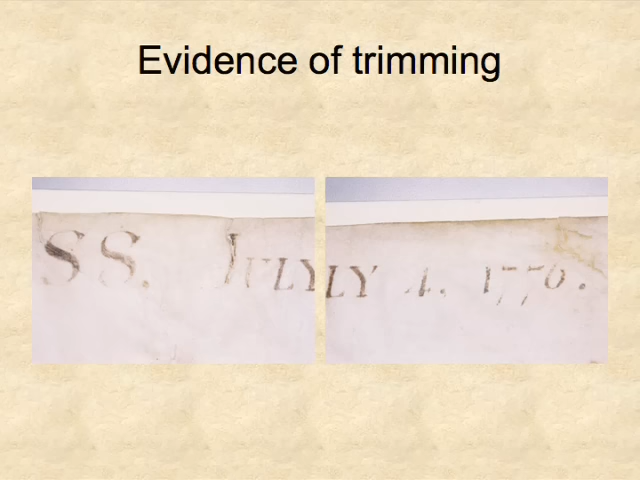 Evidence of trimming
SS. JULY
LY 4. 1776.